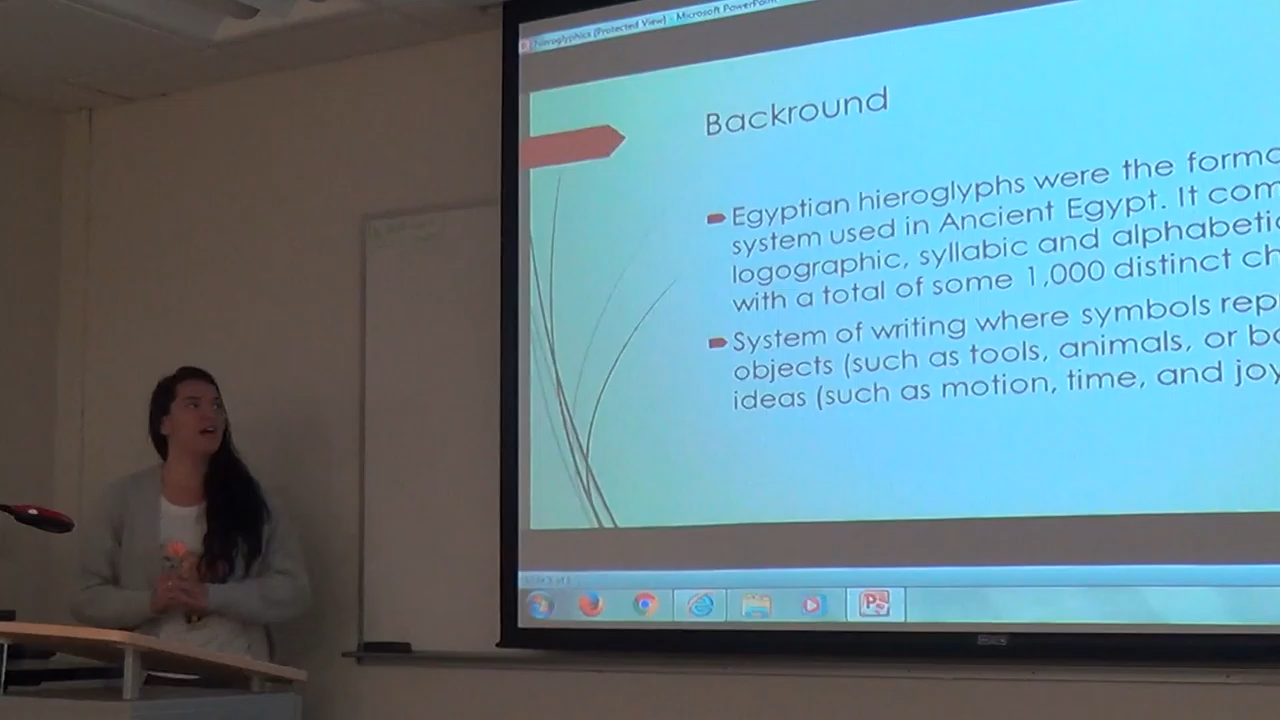 hieroglyphics (Protected View) - Microsoft PowerPoint
Backround
Egyptian hieroglyphs were the forma
system used in Ancient Egypt. It com
logographic, syllabic and alphabetic
with a total of some 1,000 distinct ch
System of writing where symbols rep
objects (such as tools, animals, or bo
ideas (such as motion, time, and joy